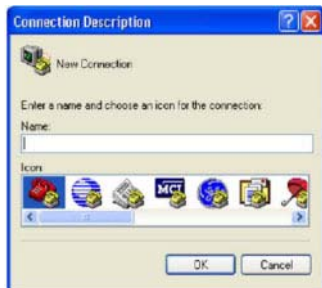 Connection Description
New Connection
Enter a name and choose an icon for the connection:
Name:
Icon:
MCI
OK
Cancel